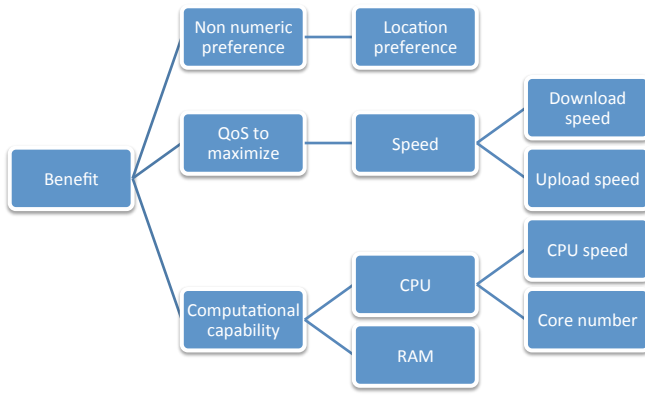 Benefit
Non numeric
preference
Location
preference
QoS to
maximize
Speed
Download
speed
Upload speed
Computational
capability
CPU
CPU speed
Core number
RAM